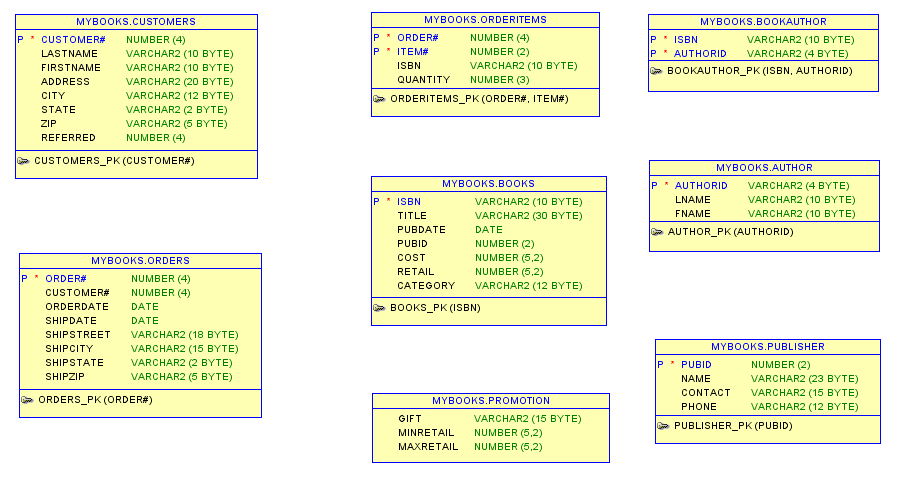 MYBOOKS.CUSTOMERS
P * CUSTOMER# NUMBER (4)
LASTNAME VARCHAR2 (10 BYTE)
FIRSTNAME VARCHAR2 (10 BYTE)
ADDRESS VARCHAR2 (20 BYTE)
CITY VARCHAR2 (12 BYTE)
STATE VARCHAR2 (2 BYTE)
ZIP VARCHAR2 (5 BYTE)
REFERRED NUMBER (4)
CUSTOMERS_PK (CUSTOMER#)
MYBOOKS.ORDERS
P * ORDER# NUMBER (4)
CUSTOMER# NUMBER (4)
ORDERDATE DATE
SHIPDATE DATE
SHIPSTREET VARCHAR2 (18 BYTE)
SHIPCITY VARCHAR2 (15 BYTE)
SHIPSTATE VARCHAR2 (2 BYTE)
SHIPZIP VARCHAR2 (5 BYTE)
ORDERS_PK (ORDER#)
MYBOOKS.ORDERITEMS
P * ORDER# NUMBER (4)
P * ITEM# NUMBER (2)
ISBN VARCHAR2 (10 BYTE)
QUANTITY NUMBER (3)
ORDERITEMS_PK (ORDER#, ITEM#)
MYBOOKS.BOOKS
P * ISBN VARCHAR2 (10 BYTE)
TITLE VARCHAR2 (30 BYTE)
PUBDATE DATE
PUBID NUMBER (2)
COST NUMBER (5,2)
RETAIL NUMBER (5,2)
CATEGORY VARCHAR2 (12 BYTE)
BOOKS_PK (ISBN)
MYBOOKS.PROMOTION
GIFT VARCHAR2 (15 BYTE)
MINRETAIL NUMBER (5,2)
MAXRETAIL NUMBER (5,2)
MYBOOKS.BOOKAUTHOR
P * ISBN VARCHAR2 (10 BYTE)
P * AUTHORID VARCHAR2 (4 BYTE)
BOOKAUTHOR_PK (ISBN, AUTHORID)
MYBOOKS.AUTHOR
P * AUTHORID VARCHAR2 (4 BYTE)
LNAME VARCHAR2 (10 BYTE)
FNAME VARCHAR2 (10 BYTE)
AUTHOR_PK (AUTHORID)
MYBOOKS.PUBLISHER
P * PUBID NUMBER (2)
NAME VARCHAR2 (23 BYTE)
CONTACT VARCHAR2 (15 BYTE)
PHONE VARCHAR2 (12 BYTE)
PUBLISHER_PK (PUBID)